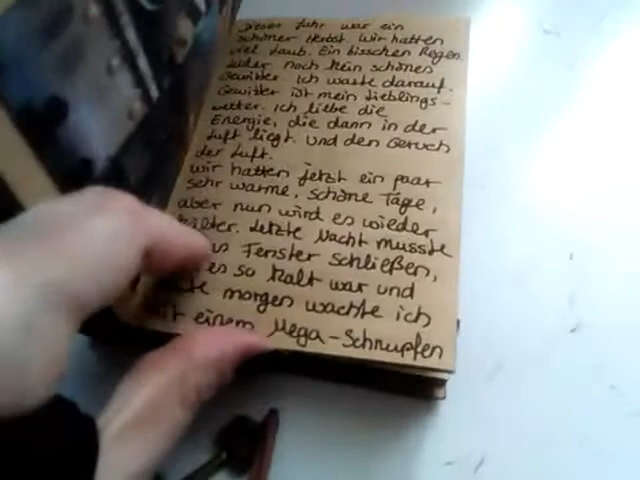 Dieses Jahr war ein
schöner Herbst. Wir hatten
viel Laub. Ein bisschen Regen.
Leider noch kein schönes
Gewitter. Ich warte darauf.
Gewitter ist mein Lieblings-
wetter. Ich liebe die
Energie, die dann in der
Luft liegt. Und den Geruch
der Luft.
Wir hatten jetzt ein paar
sehr warme, schöne Tage,
aber nun wird es wieder
kälter. Letzte Nacht musste
Fenster schließen,
es so kalt war und
morgen wachte ich
einem Mega-Schnupfen